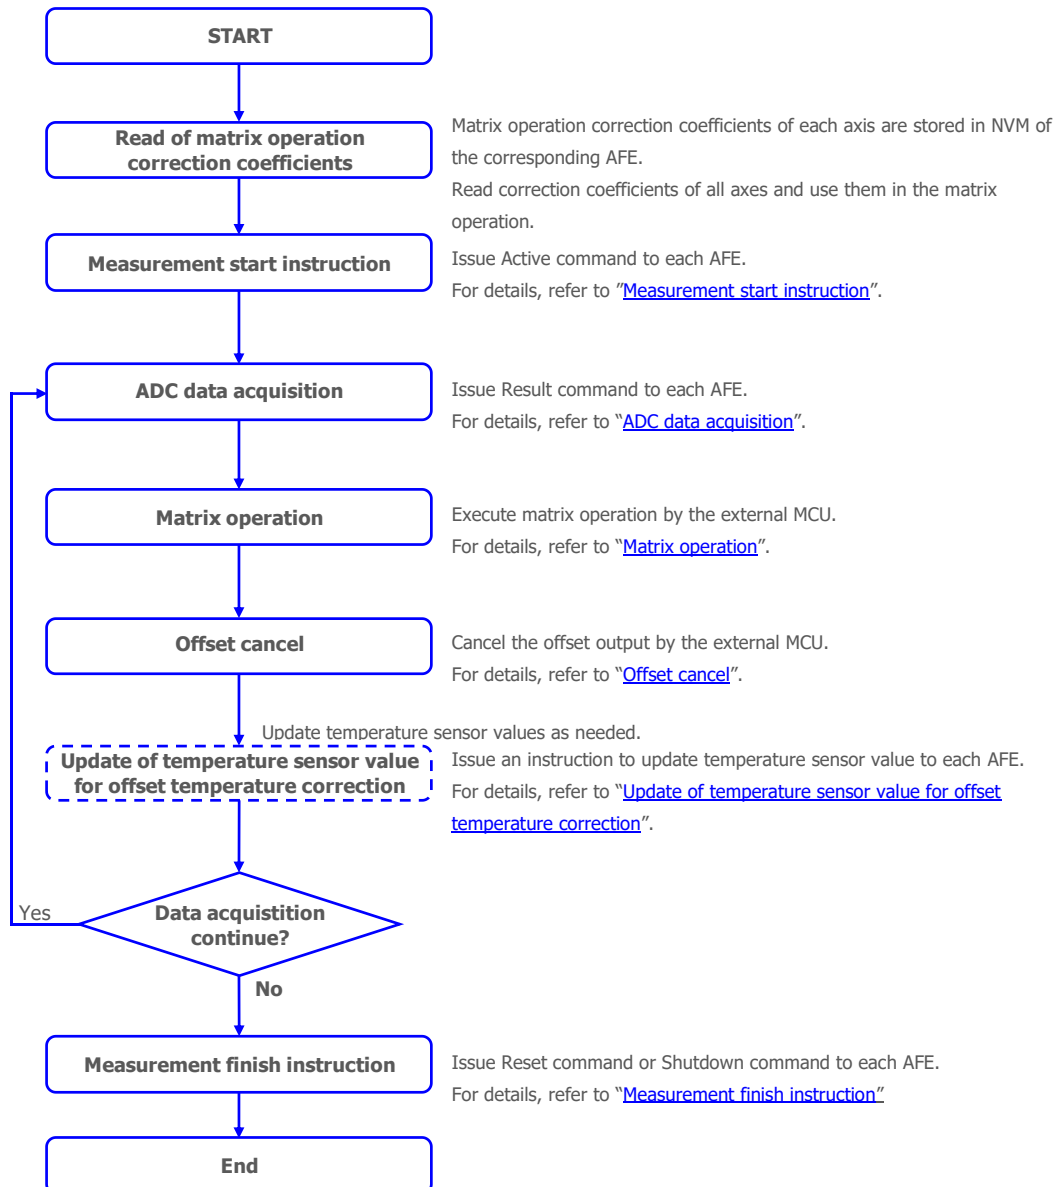 START
Read of matrix operation
correction coefficients
Matrix operation correction coefficients of each axis are stored in NVM of
the corresponding AFE.
Read correction coefficients of all axes and use them in the matrix
operation.
Measurement start instruction
Issue Active command to each AFE.
For details, refer to ”Measurement start instruction”.
ADC data acquisition
Issue Result command to each AFE.
For details, refer to “ADC data acquisition”.
Matrix operation
Execute matrix operation by the external MCU.
For details, refer to “Matrix operation”.
Offset cancel
Cancel the offset output by the external MCU.
For details, refer to “Offset cancel”.
Update temperature sensor values as needed.
Update of temperature sensor value
for offset temperature correction
Issue an instruction to update temperature sensor value to each AFE.
For details, refer to “Update of temperature sensor value for offset
temperature correction”.
Yes
Data acquistition
continue?
No
Measurement finish instruction
Issue Reset command or Shutdown command to each AFE.
For details, refer to “Measurement finish instruction”
End